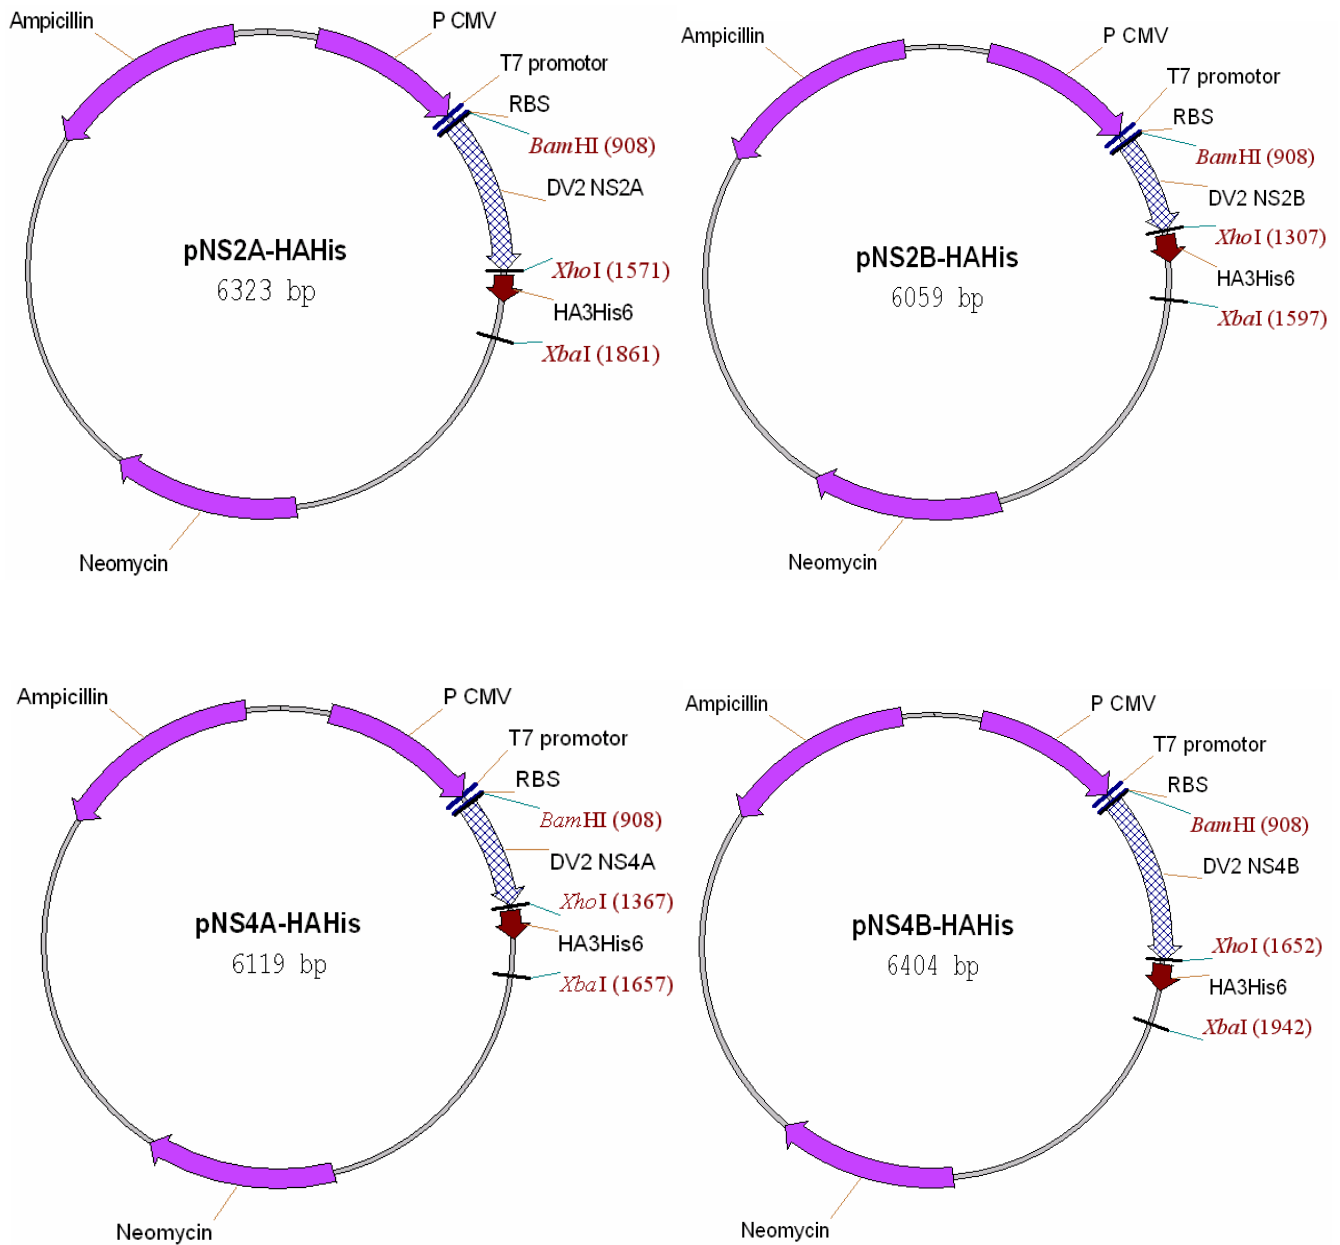 Ampicillin
P CMV
T7 promotor
RBS
BamHI (908)
DV2 NS2A
pNS2A-HAHis
6323 bp
XhoI (1571)
HA3His6
XbaI (1861)
Neomycin
Ampicillin
P CMV
T7 promotor
RBS
BamHI (908)
DV2 NS2B
XhoI (1307)
pNS2B-HAHis
6059 bp
HA3His6
XbaI (1597)
Neomycin
Ampicillin
P CMV
T7 promotor
RBS
BamHI (908)
DV2 NS4A
XhoI (1367)
pNS4A-HAHis
6119 bp
HA3His6
XbaI (1657)
Neomycin
Ampicillin
P CMV
T7 promotor
RBS
BamHI (908)
DV2 NS4B
pNS4B-HAHis
6404 bp
XhoI (1652)
HA3His6
XbaI (1942)
Neomycin